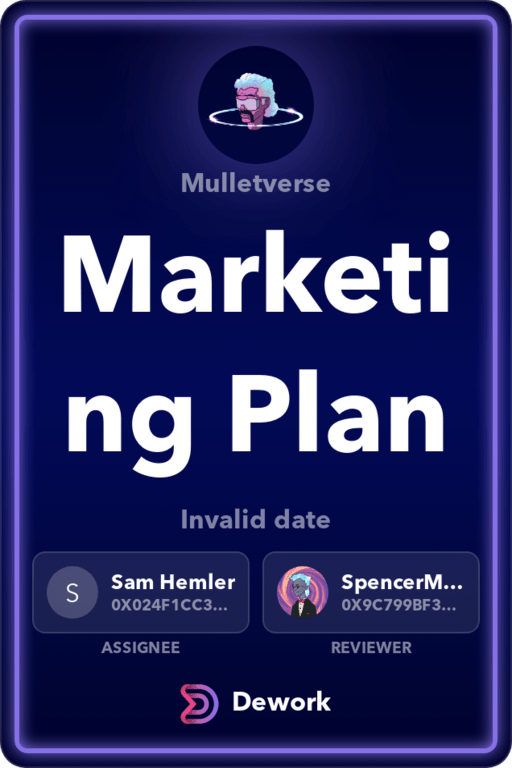 Mulletverse
Marketi
ng Plan
Invalid date
S
Sam Hemler
0X024F1CC3...
SpencerM...
0X9C799BF3...
ASSIGNEE
REVIEWER
Dework